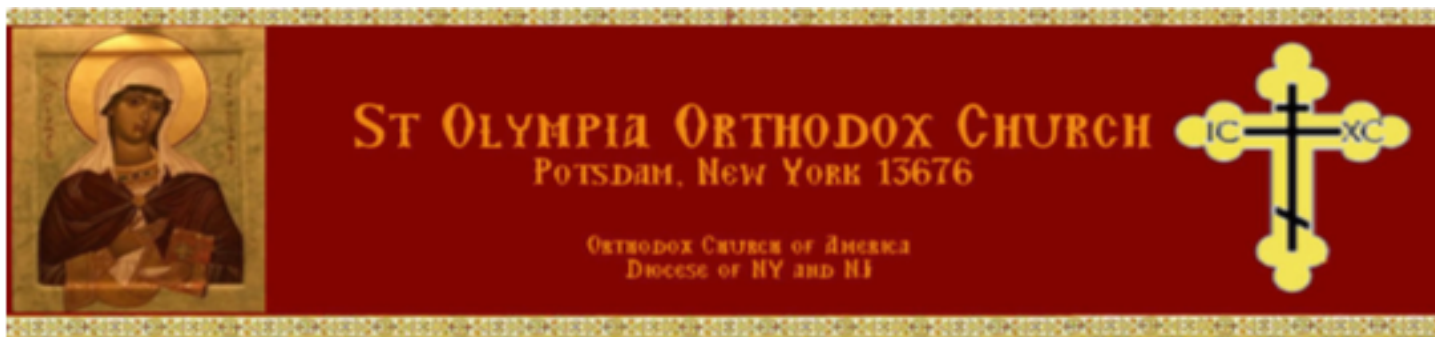 St Olympia Orthodox Church
Potsdam, New York 13676
Orthodox Church of America
Diocese of NY and NJ
IC XC